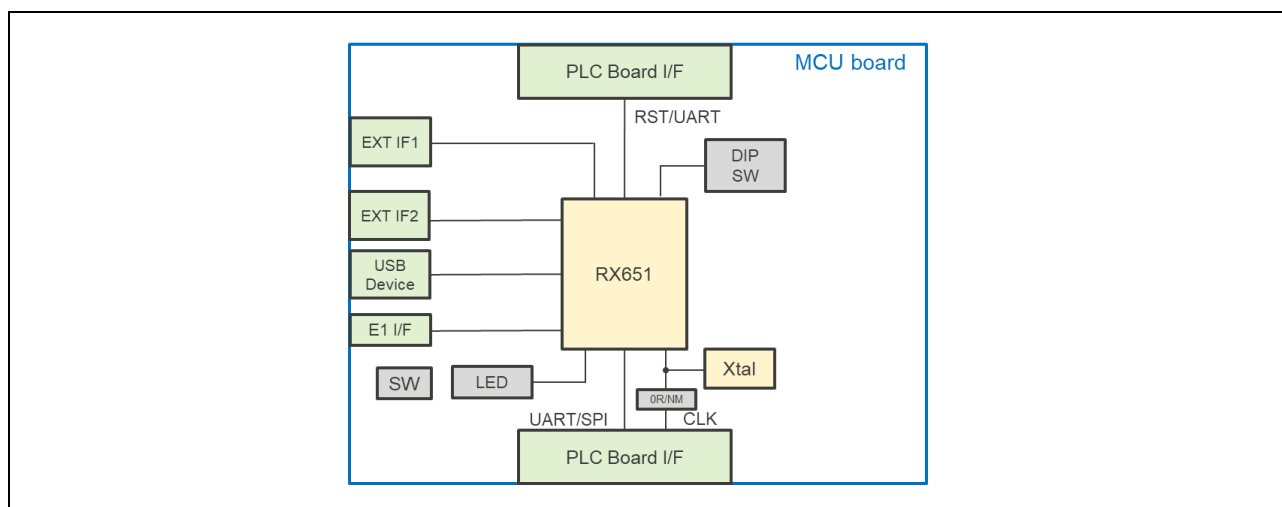 PLC Board I/F
MCU board
RST/UART
EXT IF1
DIP
SW
EXT IF2
USB
Device
RX651
E1 I/F
SW
LED
Xtal
0R/NM
UART/SPI
CLK
PLC Board I/F